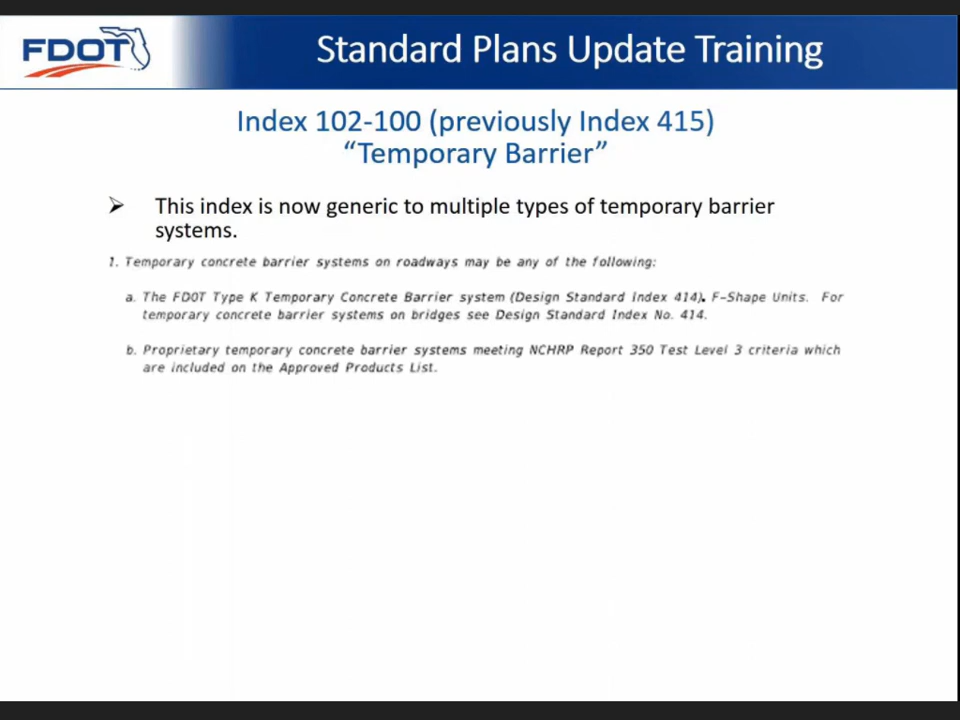 FDOT
Standard Plans Update Training
Index 102-100 (previously Index 415)
“Temporary Barrier”
➢ This index is now generic to multiple types of temporary barrier
systems.
1. Temporary concrete barrier systems on roadways may be any of the following:
a. The FDOT Type K Temporary Concrete Barrier system (Design Standard Index 414). F-Shape Units. For
temporary concrete barrier systems on bridges see Design Standard Index No. 414.
b. Proprietary temporary concrete barrier systems meeting NCHRP Report 350 Test Level 3 criteria which
are included on the Approved Products List.